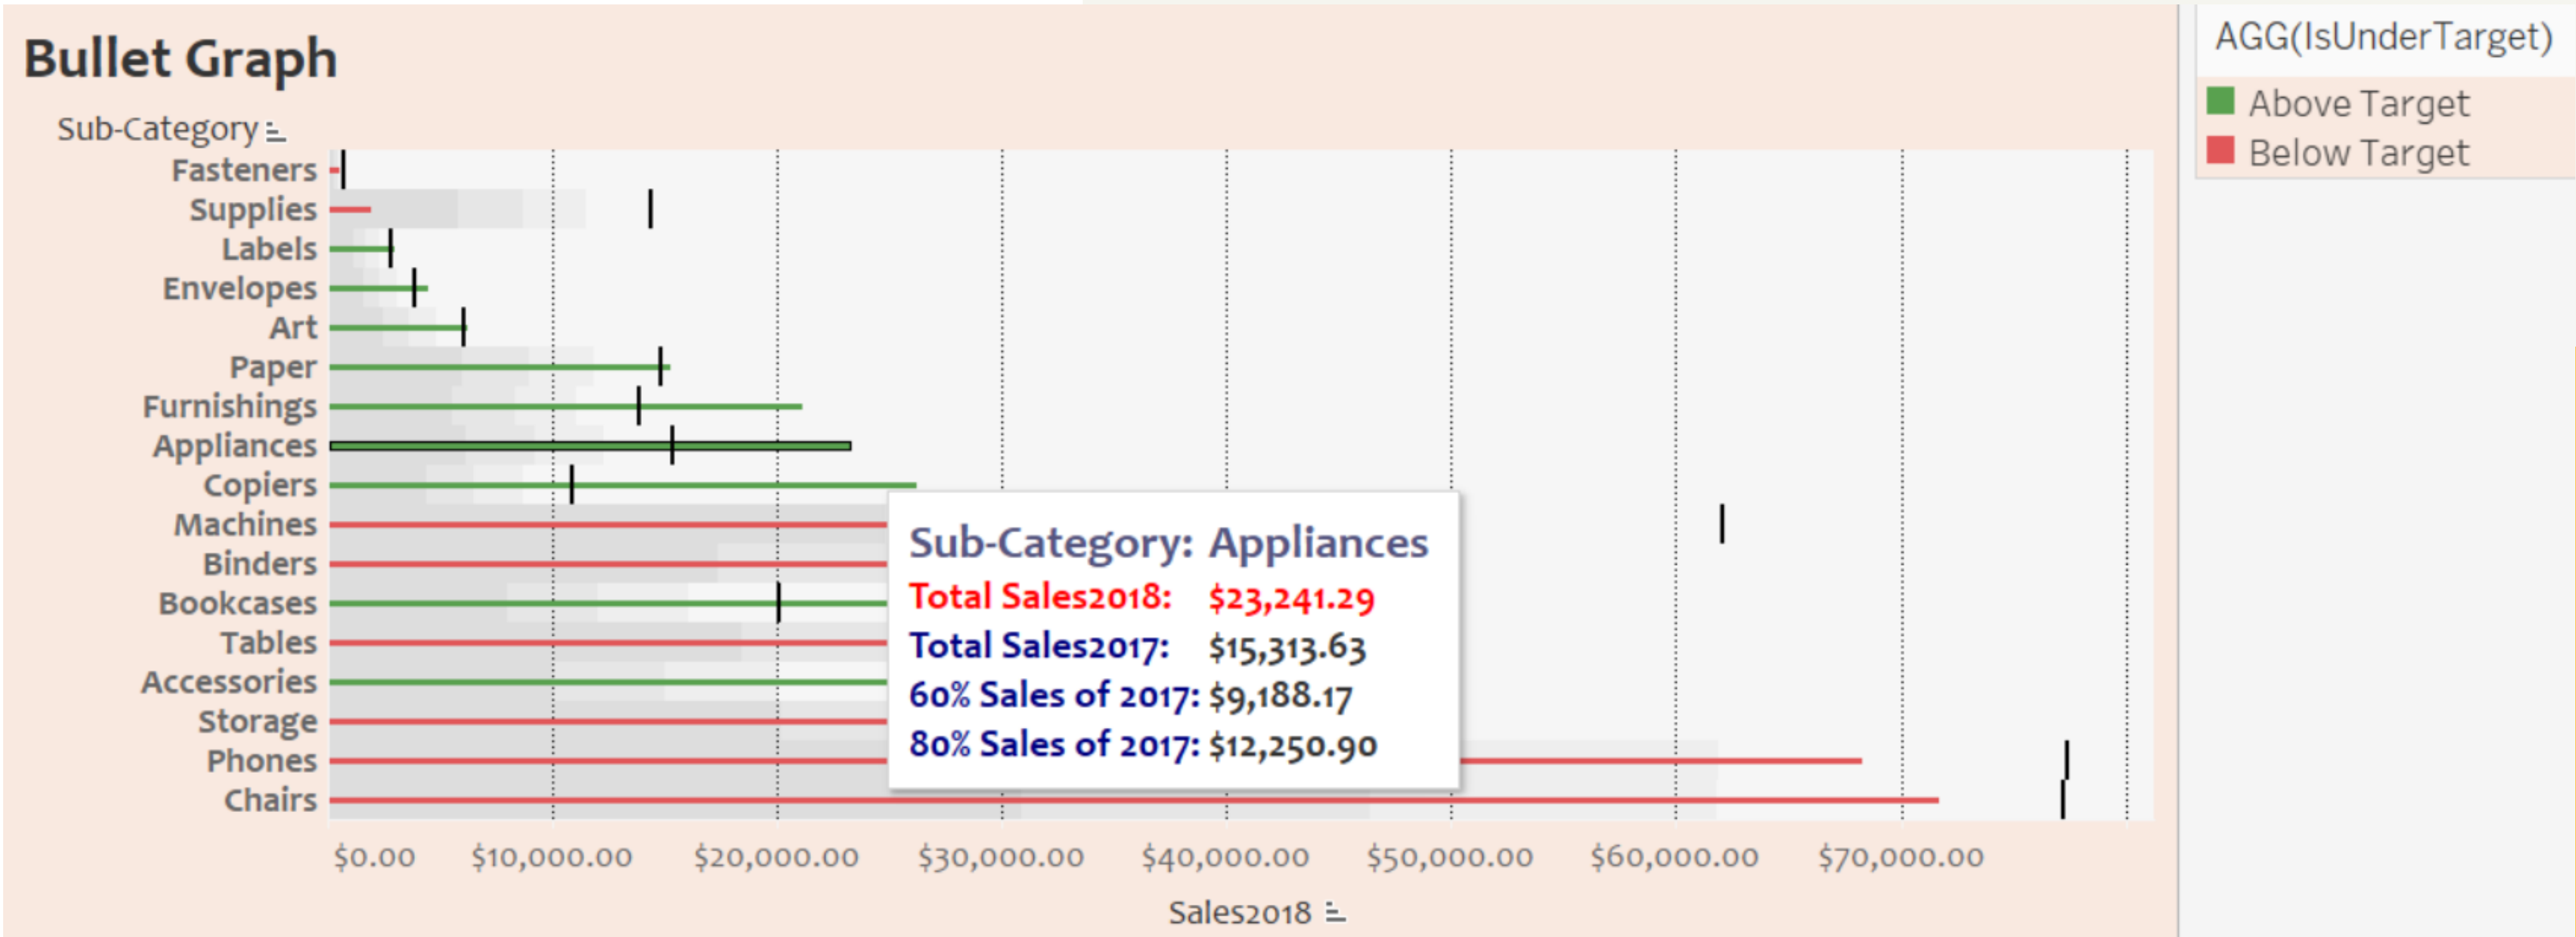 Bullet Graph
AGG(IsUnderTarget)
Above Target
Below Target
Sub-Category
Fasteners
Supplies
Labels
Envelopes
Art
Paper
Furnishings
Appliances
Copiers
Machines
Binders
Bookcases
Tables
Accessories
Storage
Phones
Chairs
Sub-Category: Appliances
Total Sales2018: $23,241.29
Total Sales2017: $15,313.63
60% Sales of 2017: $9,188.17
80% Sales of 2017: $12,250.90
$0.00 $10,000.00 $20,000.00 $30,000.00 $40,000.00 $50,000.00 $60,000.00 $70,000.00
Sales2018